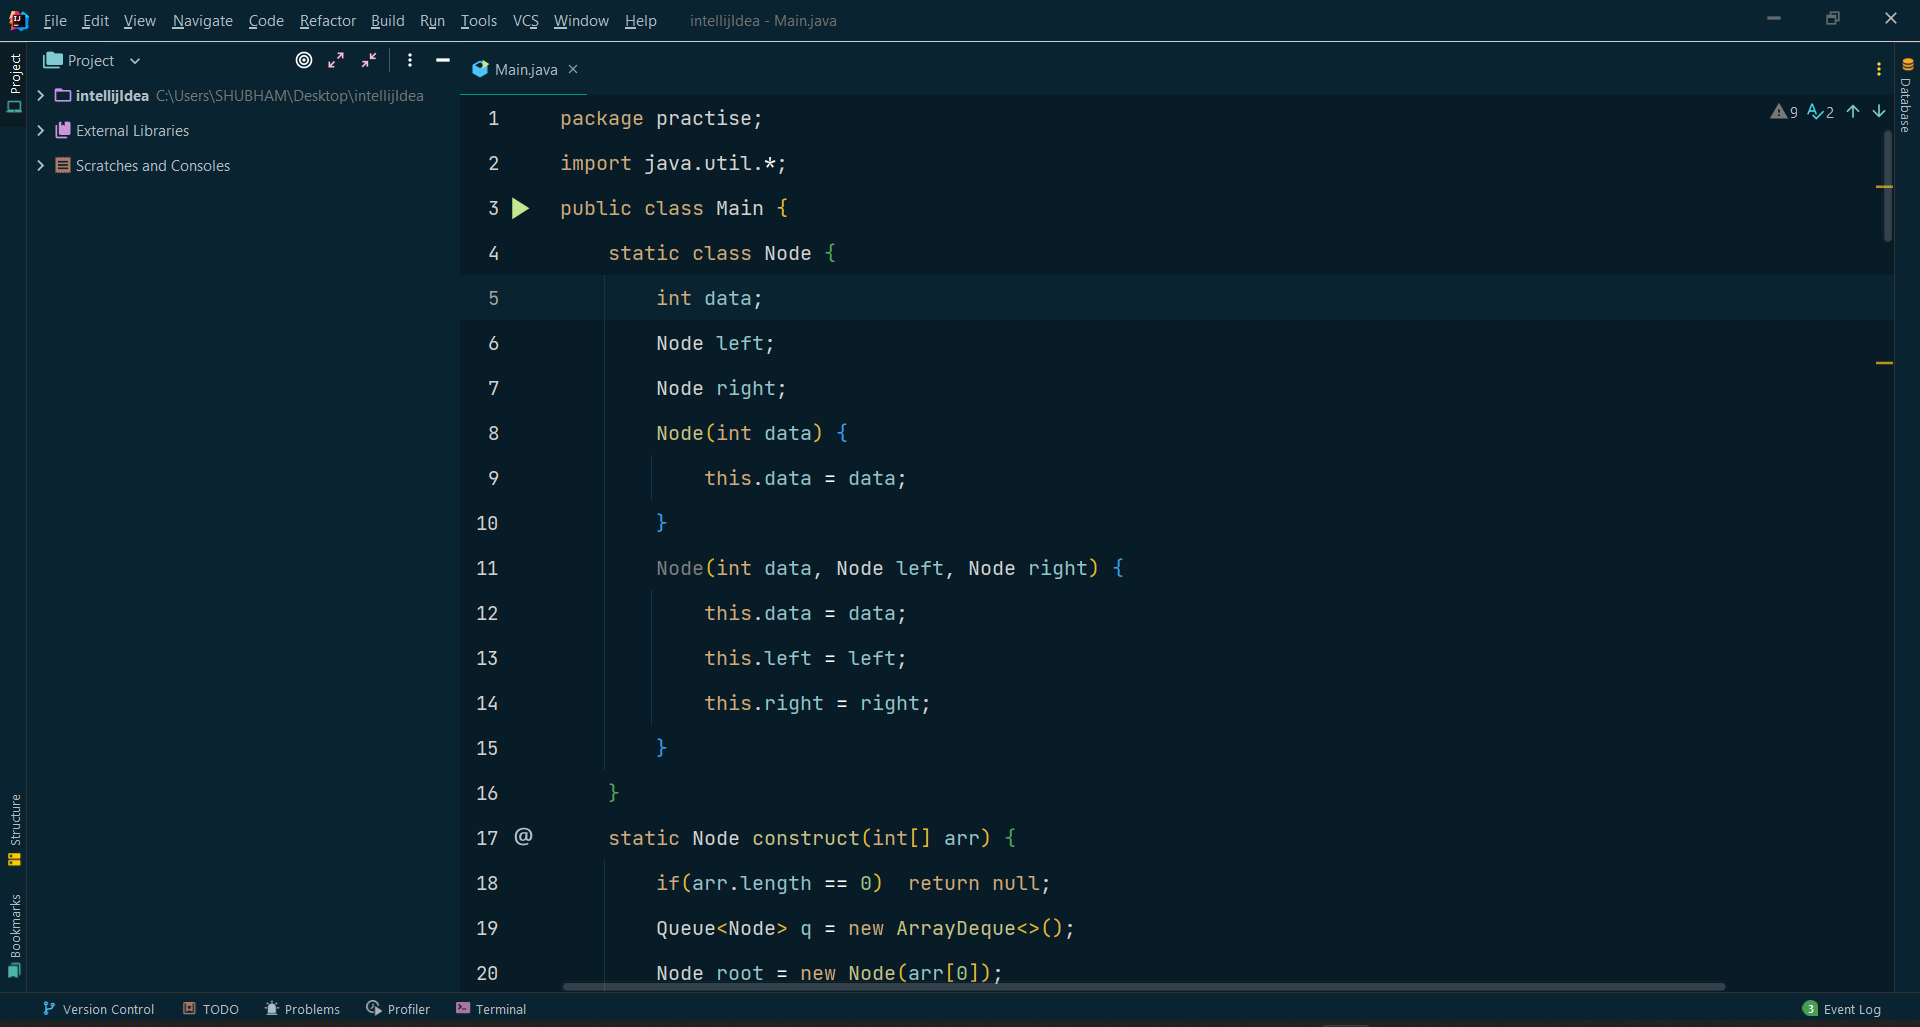 File Edit View Navigate Code Refactor Build Run Tools VCS Window Help intellijIdea - Main.java
Project
Project
intellijIdea C:\Users\SHUBHAM\Desktop\intellijIdea
External Libraries
Scratches and Consoles
Structure
Bookmarks
Main.java
9 2
Database
1 package practise;
2 import java.util.*;
3 public class Main {
4 static class Node {
5 int data;
6 Node left;
7 Node right;
8 Node(int data) {
9 this.data = data;
10 }
11 Node(int data, Node left, Node right) {
12 this.data = data;
13 this.left = left;
14 this.right = right;
15 }
16 }
17 @ static Node construct(int[] arr) {
18 if(arr.length == 0)  return null;
19 Queue<Node> q = new ArrayDeque<>();
20 Node root = new Node(arr[0]);
Version Control TODO Problems Profiler Terminal 3 Event Log